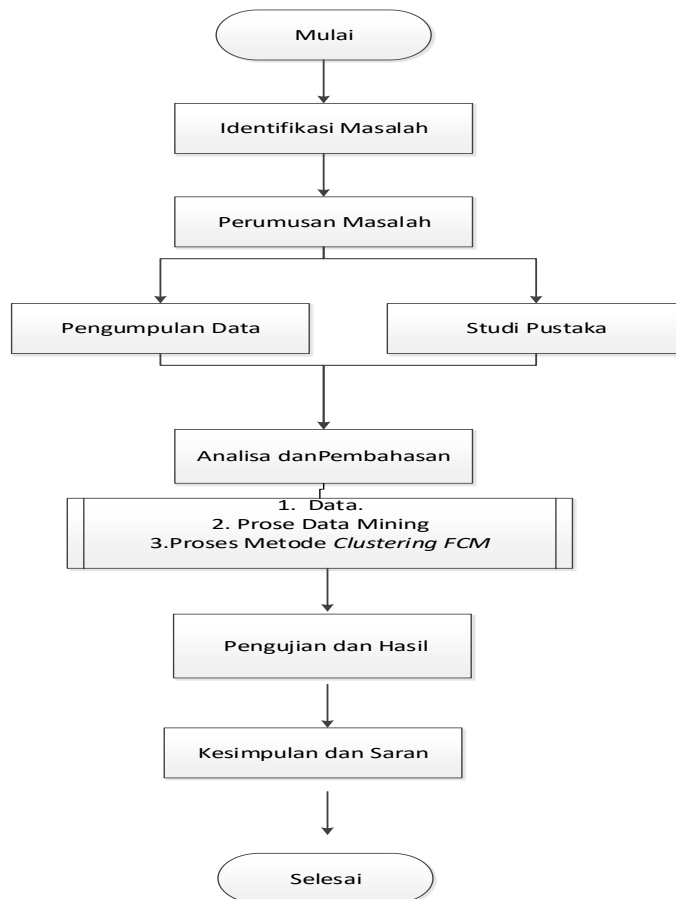 Mulai
Identifikasi Masalah
Perumusan Masalah
Pengumpulan Data
Studi Pustaka
Analisa danPembahasan
1. Data.
2. Prose Data Mining
3.Proses Metode Clustering FCM
Pengujian dan Hasil
Kesimpulan dan Saran
Selesai